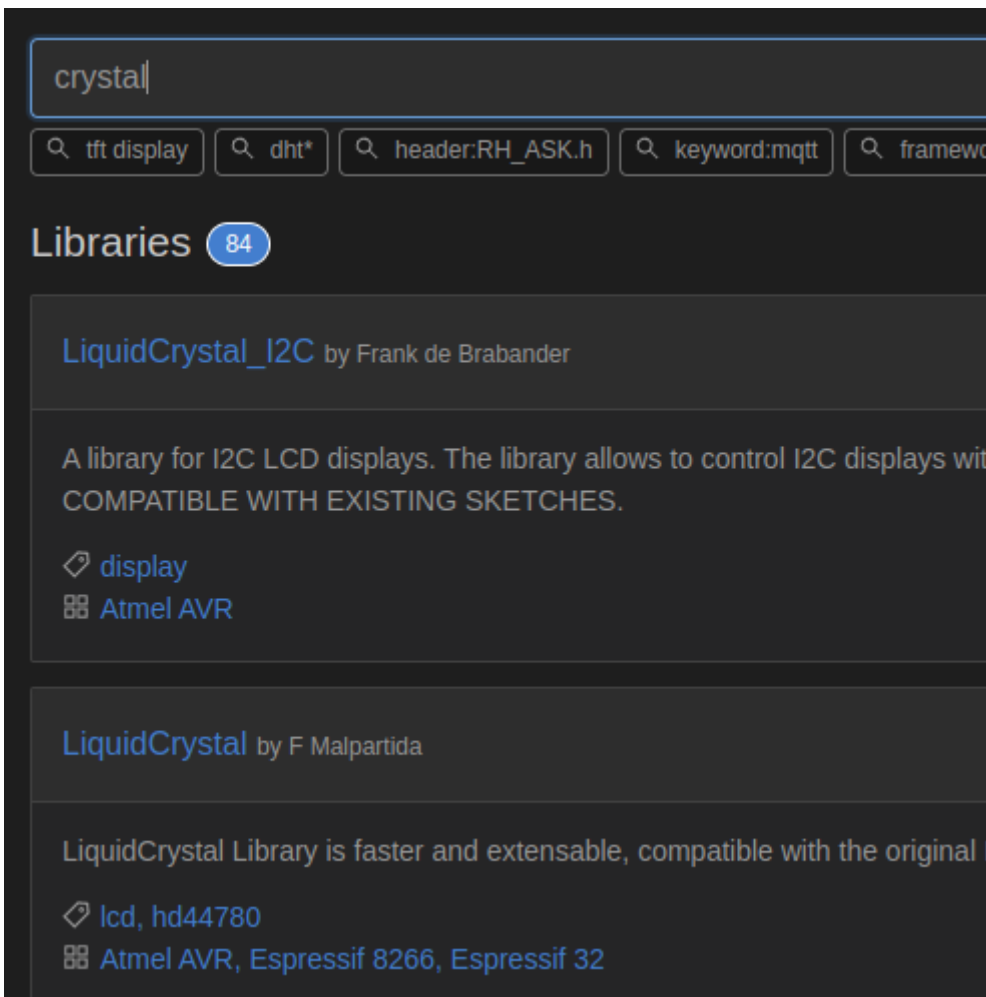 crystal
tft display dht* header:RH_ASK.h keyword:mqtt
Libraries 84
LiquidCrystal_I2C by Frank de Brabander
A library for I2C LCD displays. The library allows to control I2C displays
COMPATIBLE WITH EXISTING SKETCHES.
display
Atmel AVR
LiquidCrystal by F Malpartida
LiquidCrystal Library is faster and extensable, compatible with the original
lcd, hd44780
Atmel AVR, Espressif 8266, Espressif 32